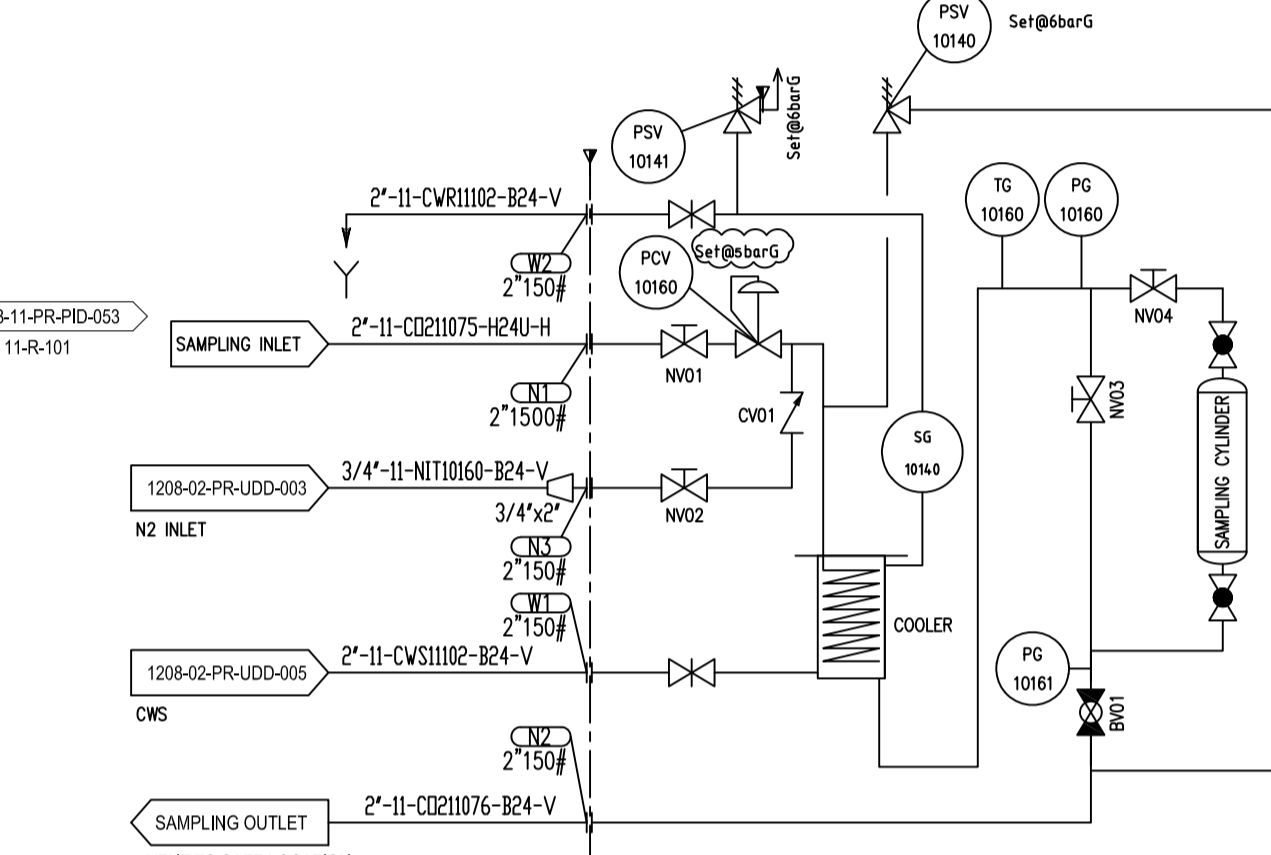 PSV
10140
Set@6barG
PSV
10141
Set@6barG
2"-11-CWR11102-B24-V
W2
2"150#
PCV
10160
Set@5barG
TG
10160
PG
10160
NV04
-11-PR-PID-053
11-R-101
SAMPLING INLET
2"-11-CO211075-H24U-H
N1
2"1500#
NV01
CV01
NV03
SG
10140
SAMPLING CYLINDER
1208-02-PR-UDD-003
N2 INLET
3/4"-11-NIT10160-B24-V
3/4"x2"
N3
2"150#
NV02
W1
2"150#
COOLER
1208-02-PR-UDD-005
CWS
2"-11-CWS11102-B24-V
PG
10161
BV01
N2
2"150#
SAMPLING OUTLET
2"-11-CO211076-B24-V